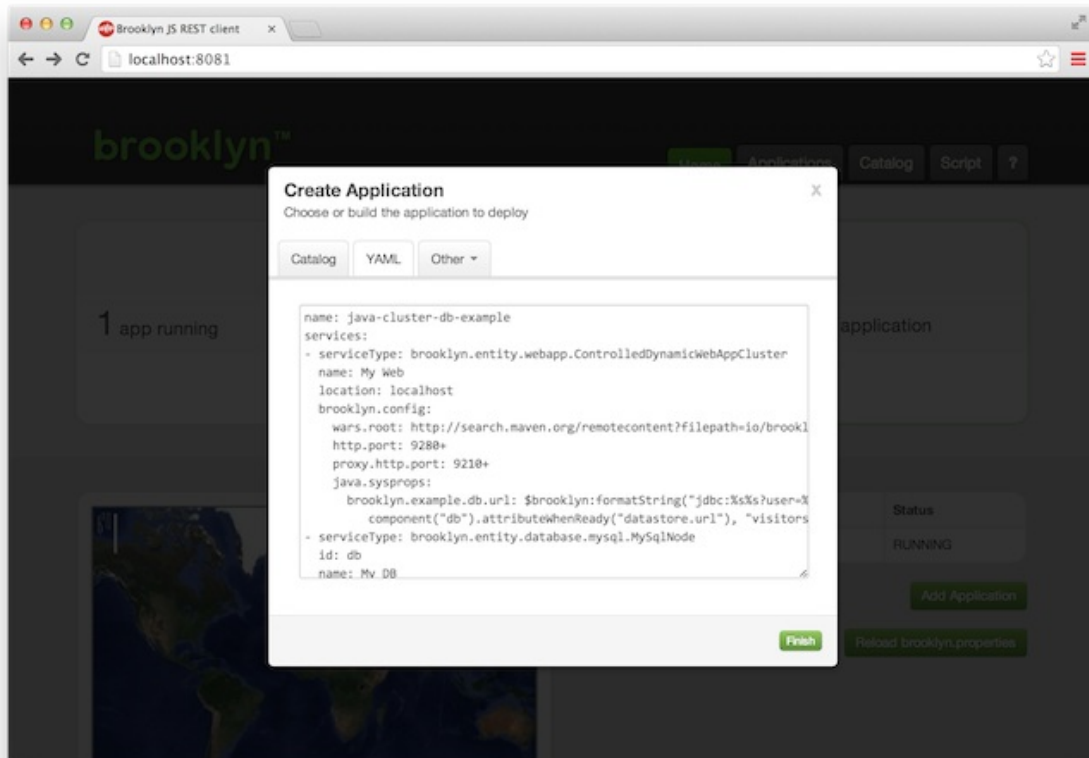 Brooklyn JS REST client
localhost:8081
brooklyn™
Home Applications Catalog Script ?
Create Application
x
Choose or build the application to deploy
Catalog YAML Other
1 app running
application
name: java-cluster-db-example
services:
- serviceType: brooklyn.entity.webapp.ControlledDynamicWebAppCluster
name: My Web
location: localhost
brooklyn.config:
wars.root: http://search.maven.org/remotecontent?filepath=io/brookl
http.port: 9280+
proxy.http.port: 9210+
java.sysprops:
brooklyn.example.db.url: $brooklyn:formatString("jdbc:%s%s?user=%
component("db").attributeWhenReady("datastore.url"), "visitors
- serviceType: brooklyn.entity.database.mysql.MySqlNode
id: db
name: My DB
Status
RUNNING
Add Application
Reload brooklyn.properties
Finish